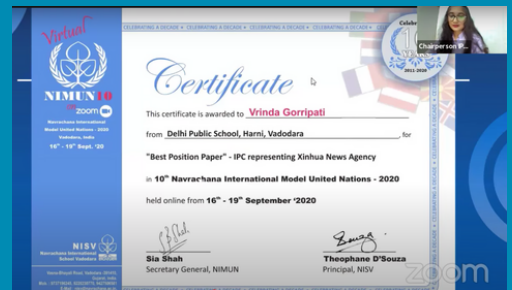 Virtual
NIMUN10
on zoom
Navrachana International
Model United Nations - 2020
Vadodara, India
16th - 19th Sept. '20
NISV
Navrachana International
School Vadodara
CELEBRATING A DECADE
2011-2020
Chairperson
Certificate
This certificate is awarded to Vrinda Gorripati
from Delhi Public School, Harni, Vadodara, for
"Best Position Paper" - IPC representing Xinhua News Agency
in 10th Navrachana International Model United Nations - 2020
held online from 16th - 19th September '2020
Sia Shah
Secretary General, NIMUN
Theophane D'Souza
Principal, NISV
zoom